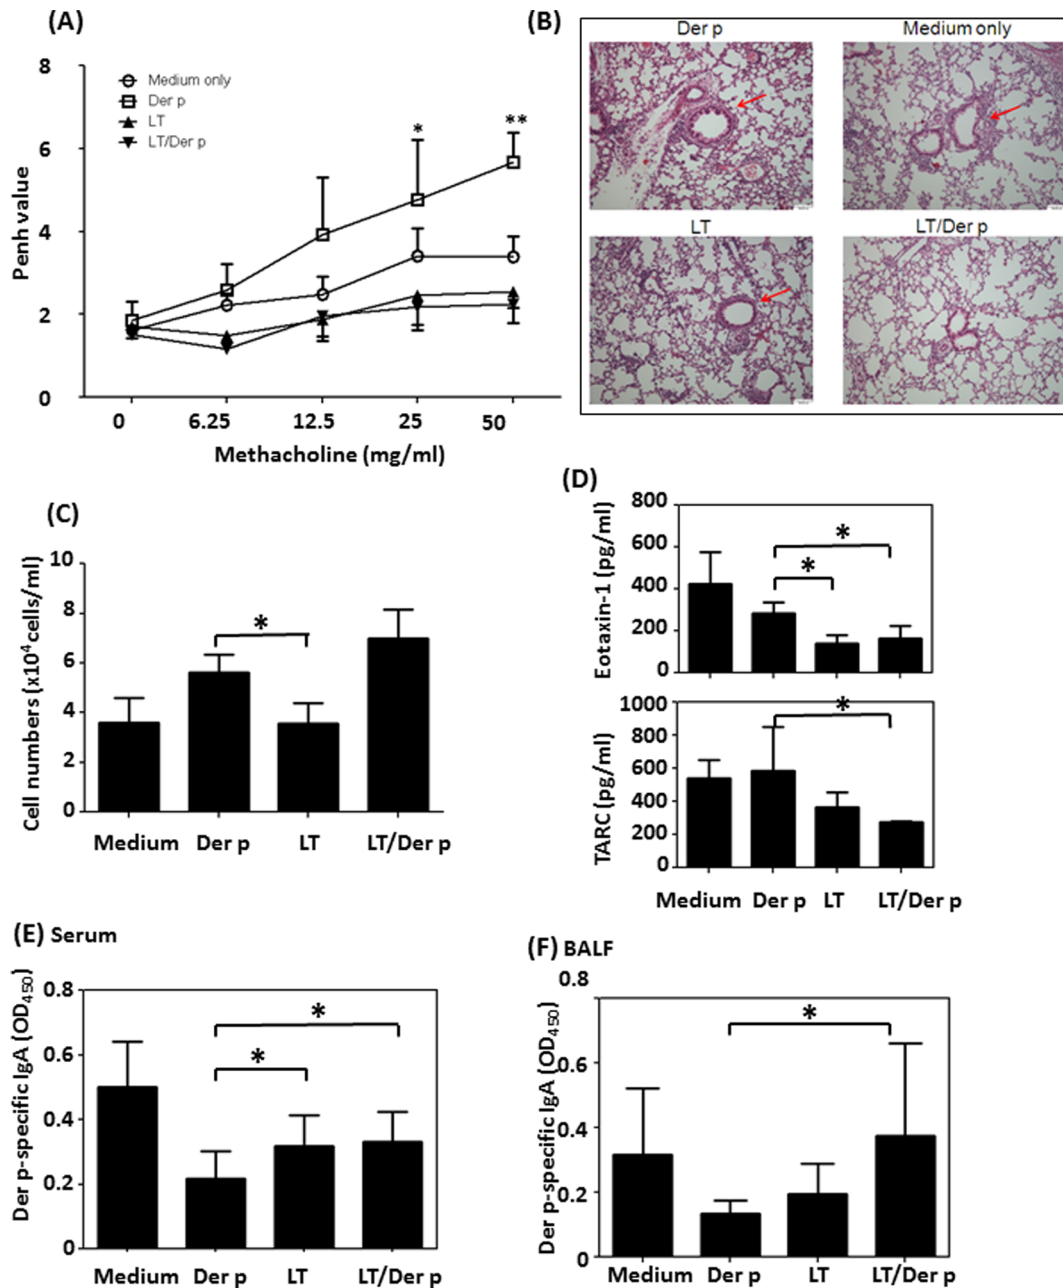 (A)
8
6
4
2
0
Penh value
Medium only
Der p
LT
LT/Der p
*
**
0 6.25 12.5 25 50
Methacholine (mg/ml)
(B)
Der p Medium only
LT LT/Der p
(C)
10
8
6
4
2
0
Cell numbers (x10⁴ cells/ml)
*
Medium Der p LT LT/Der p
(D)
800
600
400
200
0
Eotaxin-1 (pg/ml)
*
*
1000
800
600
400
200
0
TARC (pg/ml)
*
Medium Der p LT LT/Der p
(E) Serum
0.8
0.6
0.4
0.2
0
Der p-specific IgA (OD₄₅₀)
*
*
Medium Der p LT LT/Der p
(F) BALF
0.8
0.6
0.4
0.2
0
Der p-specific IgA (OD₄₅₀)
*
Medium Der p LT LT/Der p